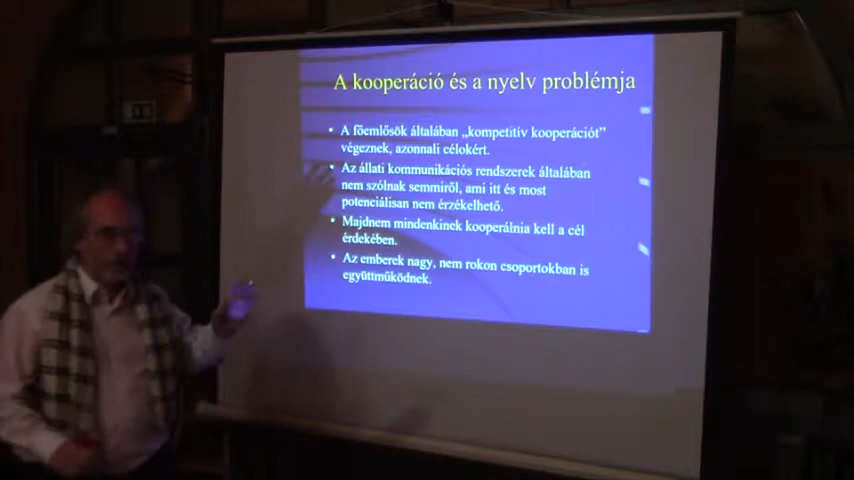 A kooperáció és a nyelv problémja
• A főemlősök általában „kompetitív kooperációt”
végeznek, azonnali célokért.
• Az állati kommunikációs rendszerek általában
nem szólnak semmiről, ami itt és most
potenciálisan nem érzékelhető.
• Majdnem mindenkinek kooperálnia kell a cél
érdekében.
• Az emberek nagy, nem rokon csoportokban is
együttműködnek.